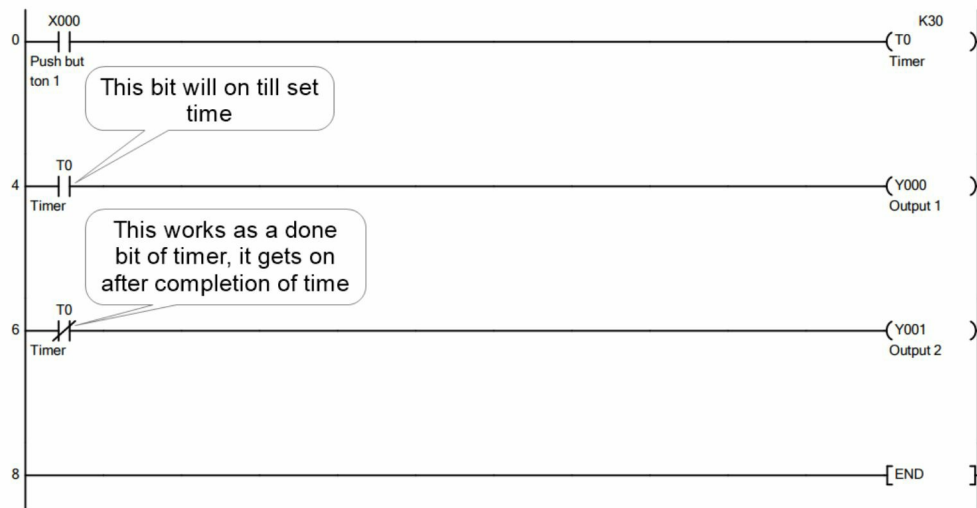 X000
K30
0
T0
Push but
ton 1
Timer
This bit will on till set
time
T0
4
Y000
Timer
Output 1
This works as a done
bit of timer, it gets on
after completion of time
T0
6
Y001
Timer
Output 2
8
END